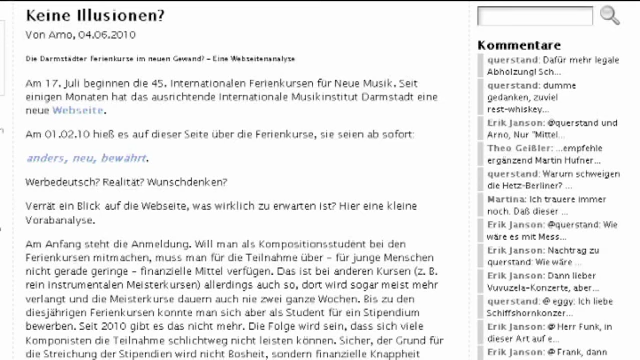 Keine Illusionen?
Von Arno, 04.06.2010
Die Darmstädter Ferienkurse im neuen Gewand? – Eine Webseitenanalyse
Am 17. Juli beginnen die 45. Internationalen Ferienkurse für Neue Musik. Seit
einigen Monaten hat das ausrichtende Internationale Musikinstitut Darmstadt eine
neue Webseite.
Am 01.02.10 hieß es auf dieser Seite über die Ferienkurse, sie seien ab sofort:
anders, neu, bewährt.
Werbedeutsch? Realität? Wunschdenken?
Verrät ein Blick auf die Webseite, was wirklich zu erwarten ist? Hier eine kleine
Vorabanalyse.
Am Anfang steht die Anmeldung. Will man als Kompositionsstudent bei den
Ferienkursen mitmachen, muss man für die Teilnahme über – für junge Menschen
nicht gerade geringe – finanzielle Mittel verfügen. Das ist bei anderen Kursen (z. B.
rein instrumentalen Meisterkursen) allerdings auch so, dort wird sogar meist mehr
verlangt und die Meisterkurse dauern auch nie zwei ganze Wochen. Bis zu den
diesjährigen Ferienkursen konnte man sich aber als Student für ein Stipendium
bewerben. Seit 2010 gibt es das nicht mehr. Die Folge wird sein, dass sich viele
Komponisten die Teilnahme schlichtweg nicht leisten können. Sicher, der Grund für
die Streichung der Stipendien wird nicht Bosheit, sondern finanzielle Knappheit
Kommentare
querstand: Dafür mehr legale
Abholzung! Sch...
querstand: dumme
gedanken, zuviel
rest-whiskey...
Erik Janson: @querstand und
Arno, Nur "Mittel...
Theo Geißler: ...empfehle
ergänzend Martin Hufner...
querstand: Warum schweigen
die Hetz-Berliner? ...
Martina: Ich trauere immer
noch. Daß dieser ...
Erik Janson: @querstand: Wie
wäre es mit Mess...
Erik Janson: Nachtrag zu
querstand: Wie wäre ...
Erik Janson: Dann lieber
Vuvuzela-Konzerte, aber...
querstand: @ eggy: Ich liebe
Schiffshornkonzer...
Erik Janson: @ Herr Funk, in
dieser Art auf e...
Erik Janson: @Frank, dann